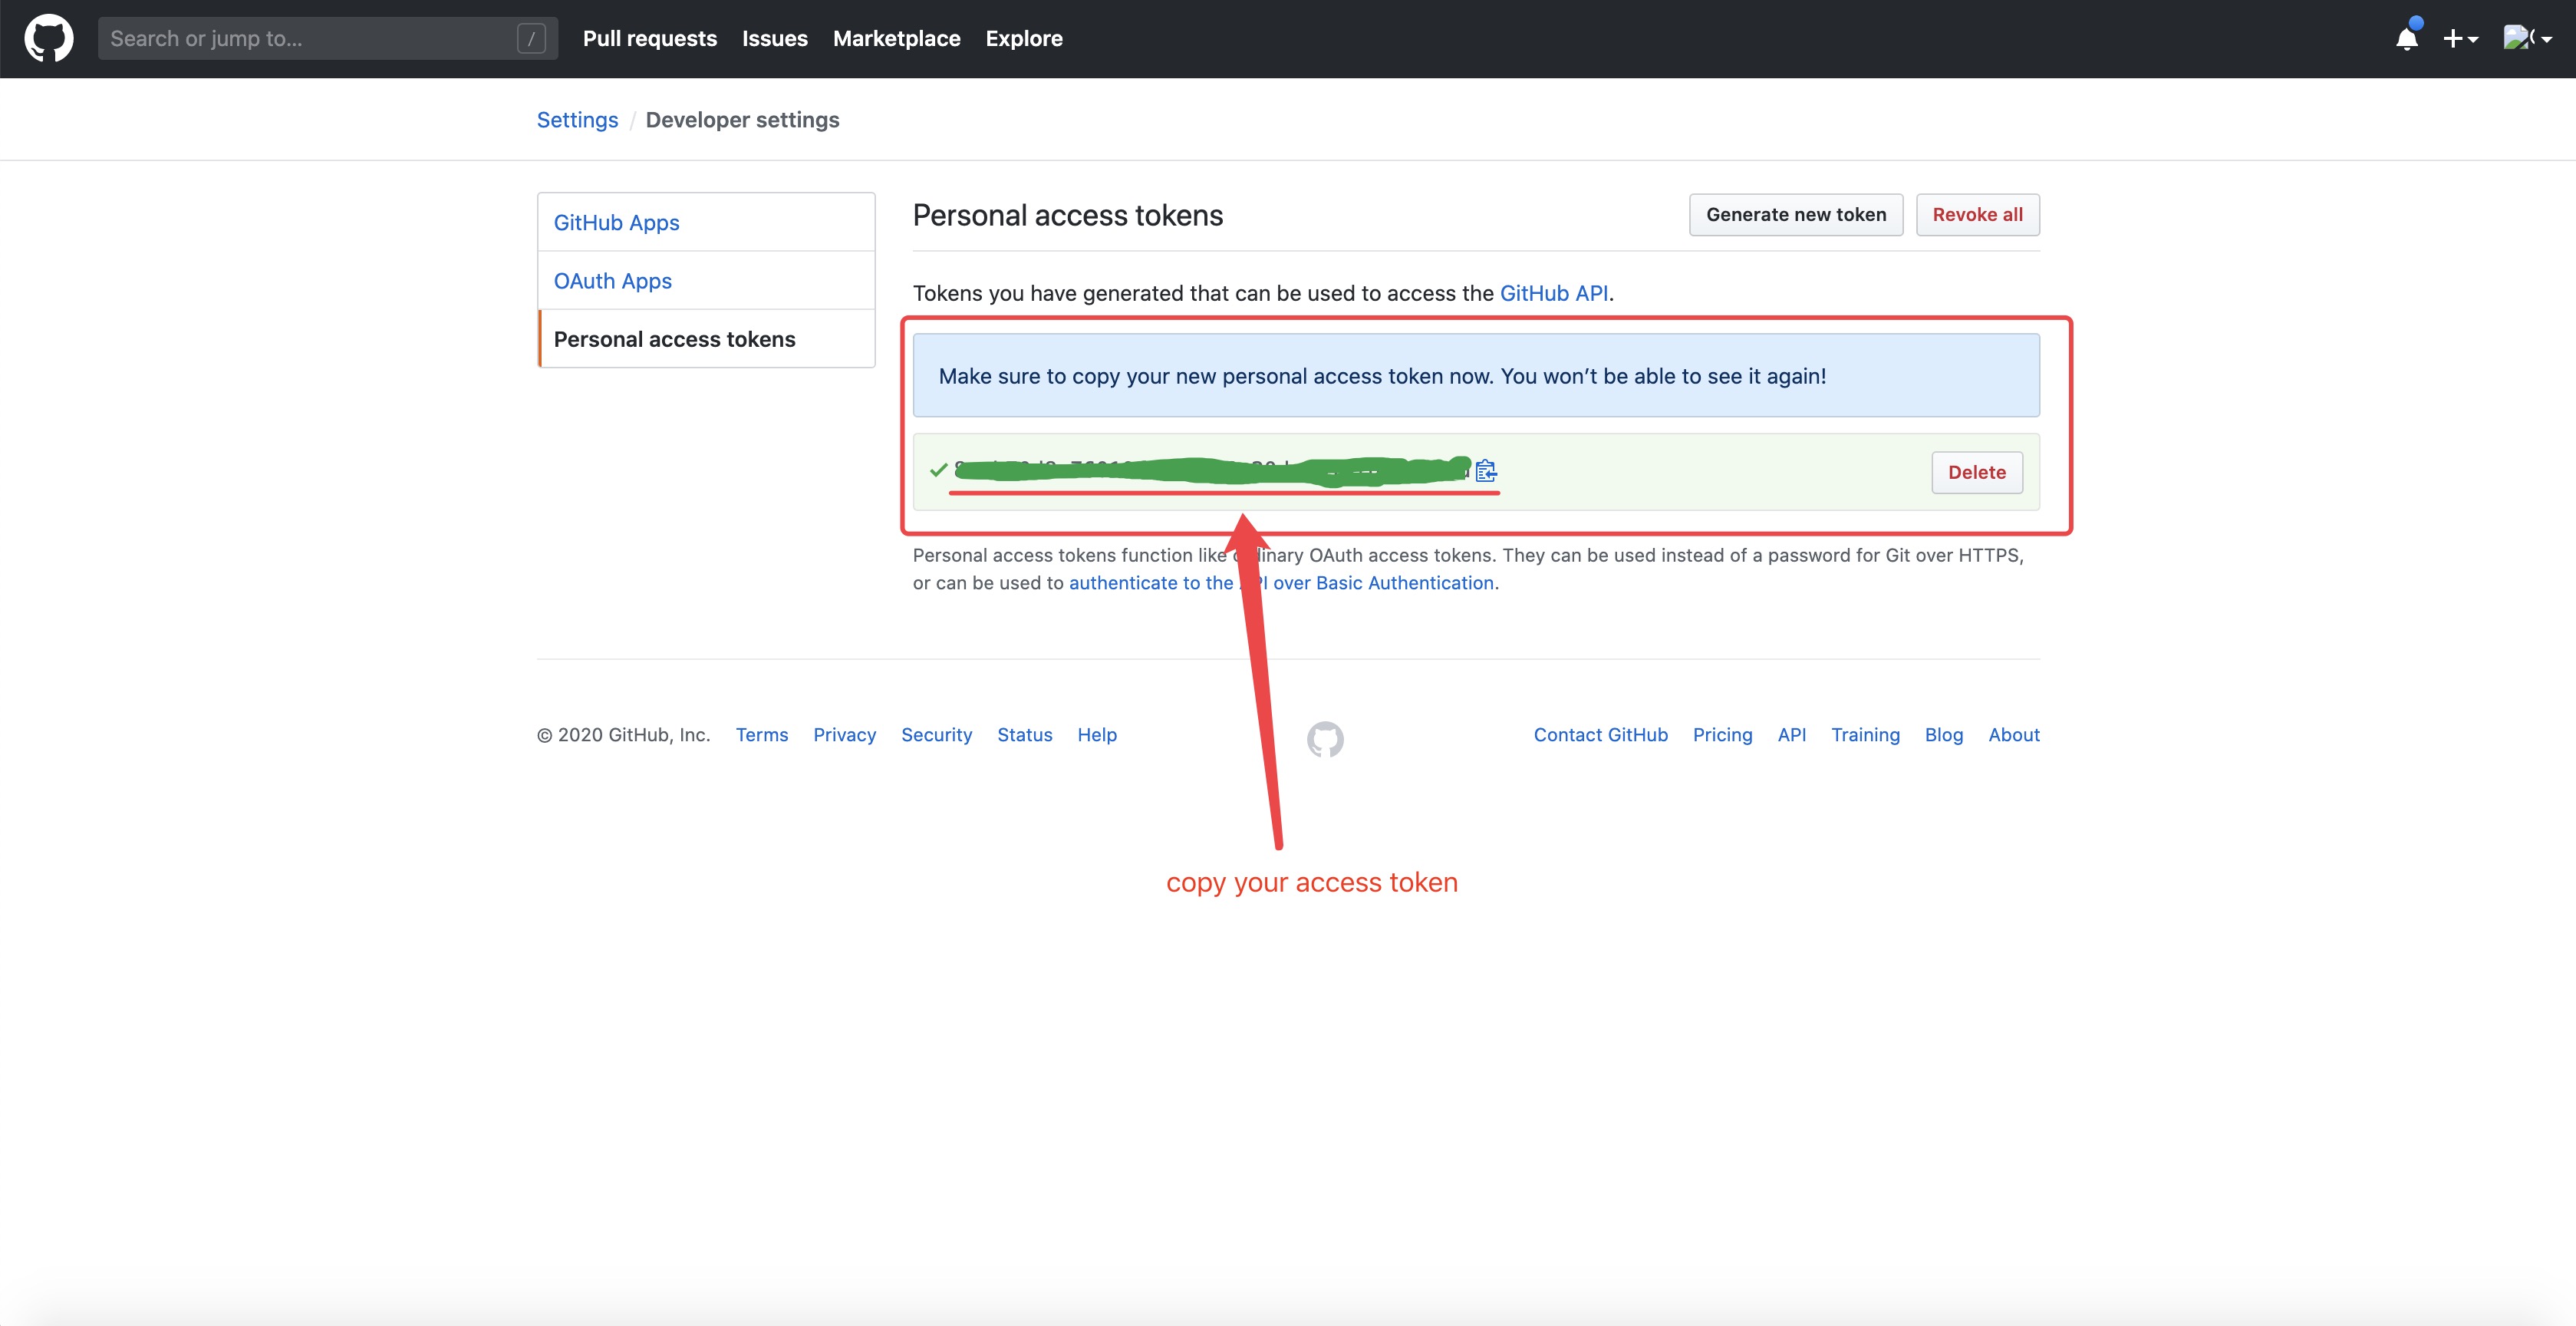 Search or jump to... /
Pull requests Issues Marketplace Explore
Settings / Developer settings
GitHub Apps
OAuth Apps
Personal access tokens
Personal access tokens
Generate new token Revoke all
Tokens you have generated that can be used to access the GitHub API.
Make sure to copy your new personal access token now. You won’t be able to see it again!
Delete
Personal access tokens function like ordinary OAuth access tokens. They can be used instead of a password for Git over HTTPS,
or can be used to authenticate to the API over Basic Authentication.
© 2020 GitHub, Inc. Terms Privacy Security Status Help
Contact GitHub Pricing API Training Blog About
copy your access token